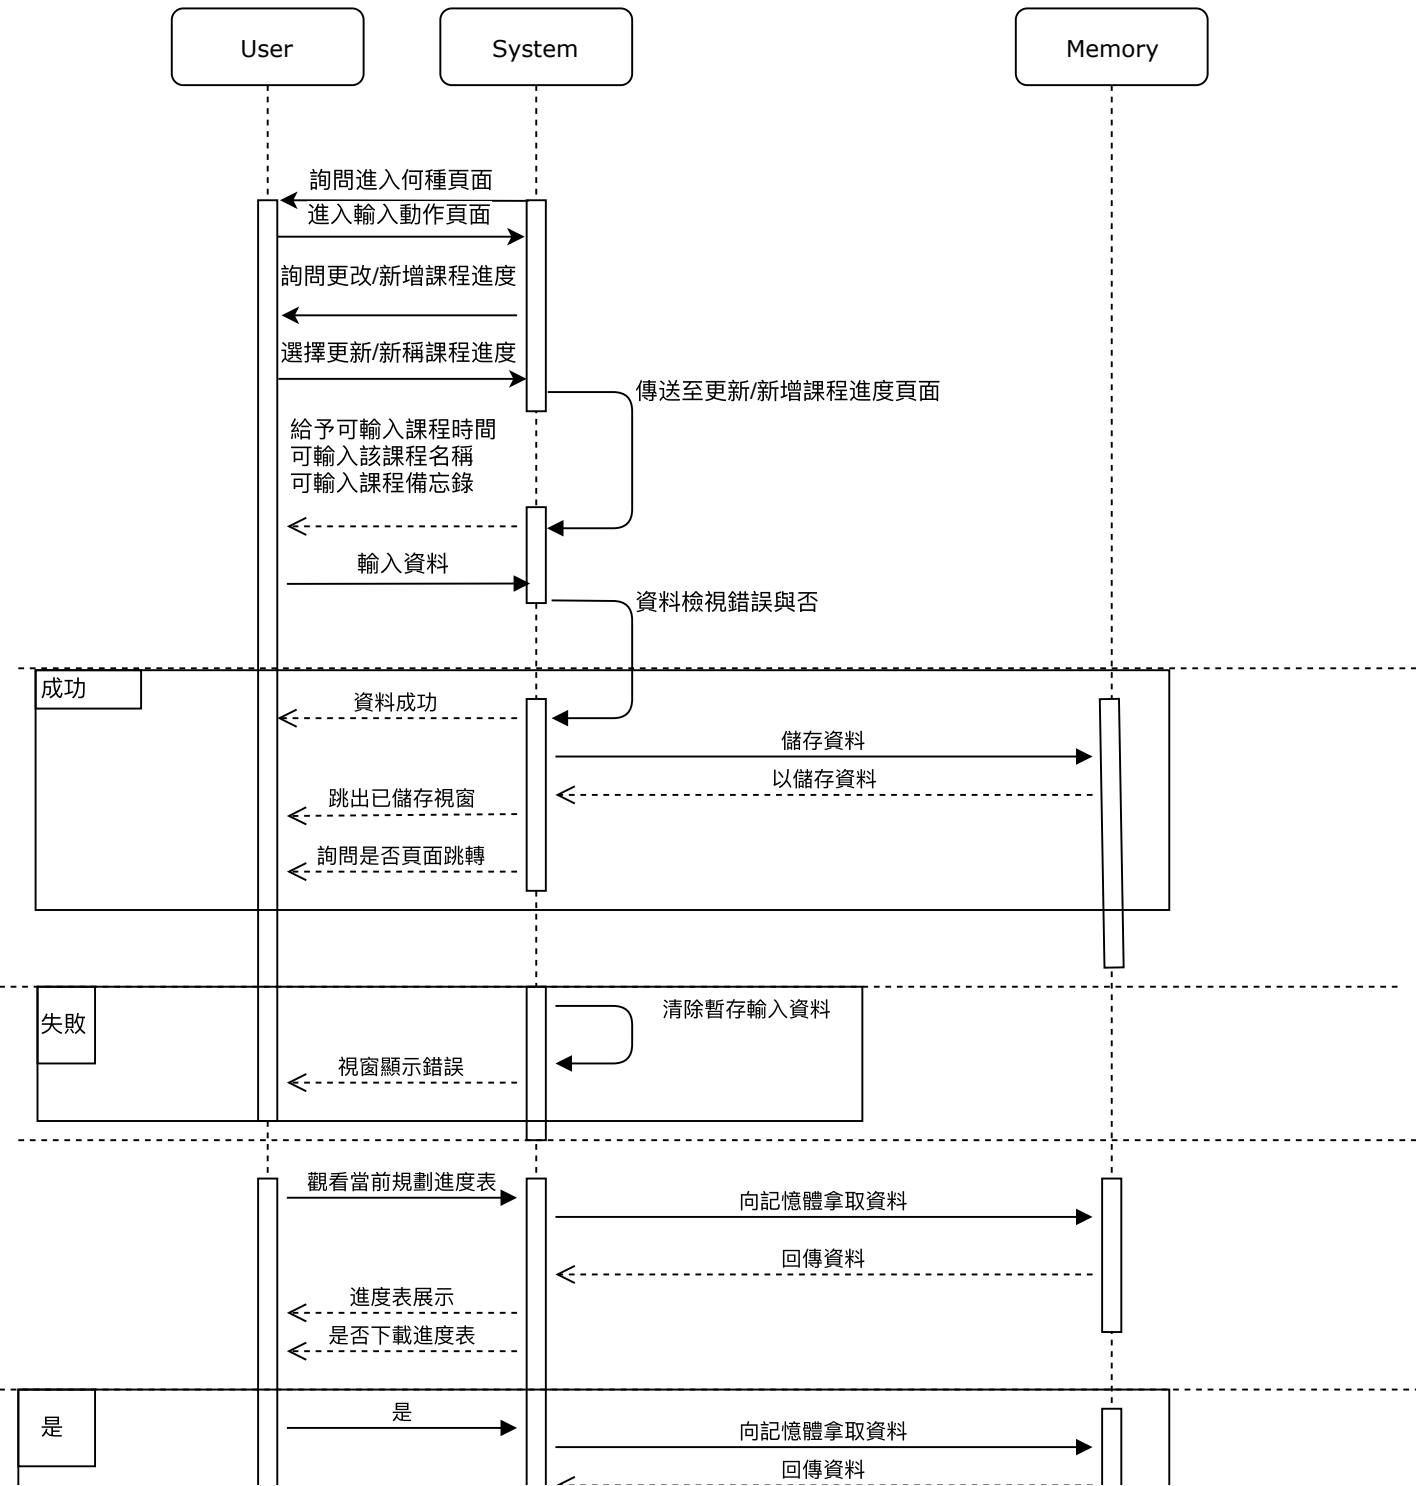 User
System
Memory
詢問進入何種頁面
進入輸入動作頁面
詢問更改/新增課程進度
選擇更新/新稱課程進度
傳送至更新/新增課程進度頁面
給予可輸入課程時間
可輸入該課程名稱
可輸入課程備忘錄
輸入資料
資料檢視錯誤與否
成功
資料成功
儲存資料
以儲存資料
跳出已儲存視窗
詢問是否頁面跳轉
失敗
清除暫存輸入資料
視窗顯示錯誤
觀看當前規劃進度表
向記憶體拿取資料
回傳資料
進度表展示
是否下載進度表
是
是
向記憶體拿取資料
回傳資料